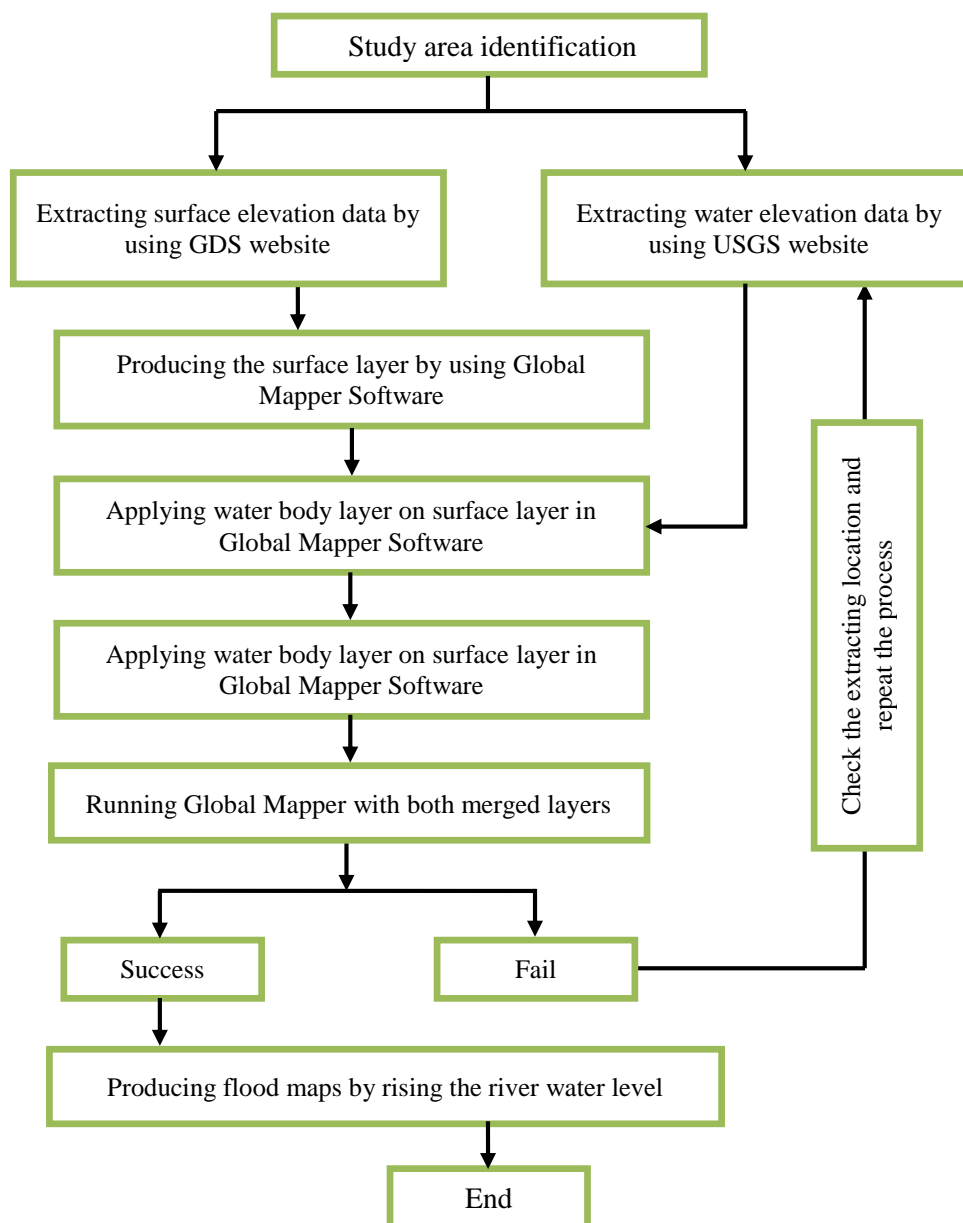 Study area identification
Extracting surface elevation data by
using GDS website
Extracting water elevation data by
using USGS website
Producing the surface layer by using Global
Mapper Software
Applying water body layer on surface layer in
Global Mapper Software
Applying water body layer on surface layer in
Global Mapper Software
Running Global Mapper with both merged layers
Check the extracting location and
repeat the process
Success
Fail
Producing flood maps by rising the river water level
End